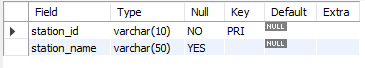 Field Type Null Key Default Extra
station_id varchar(10) NO PRI NULL
station_name varchar(50) YES NULL